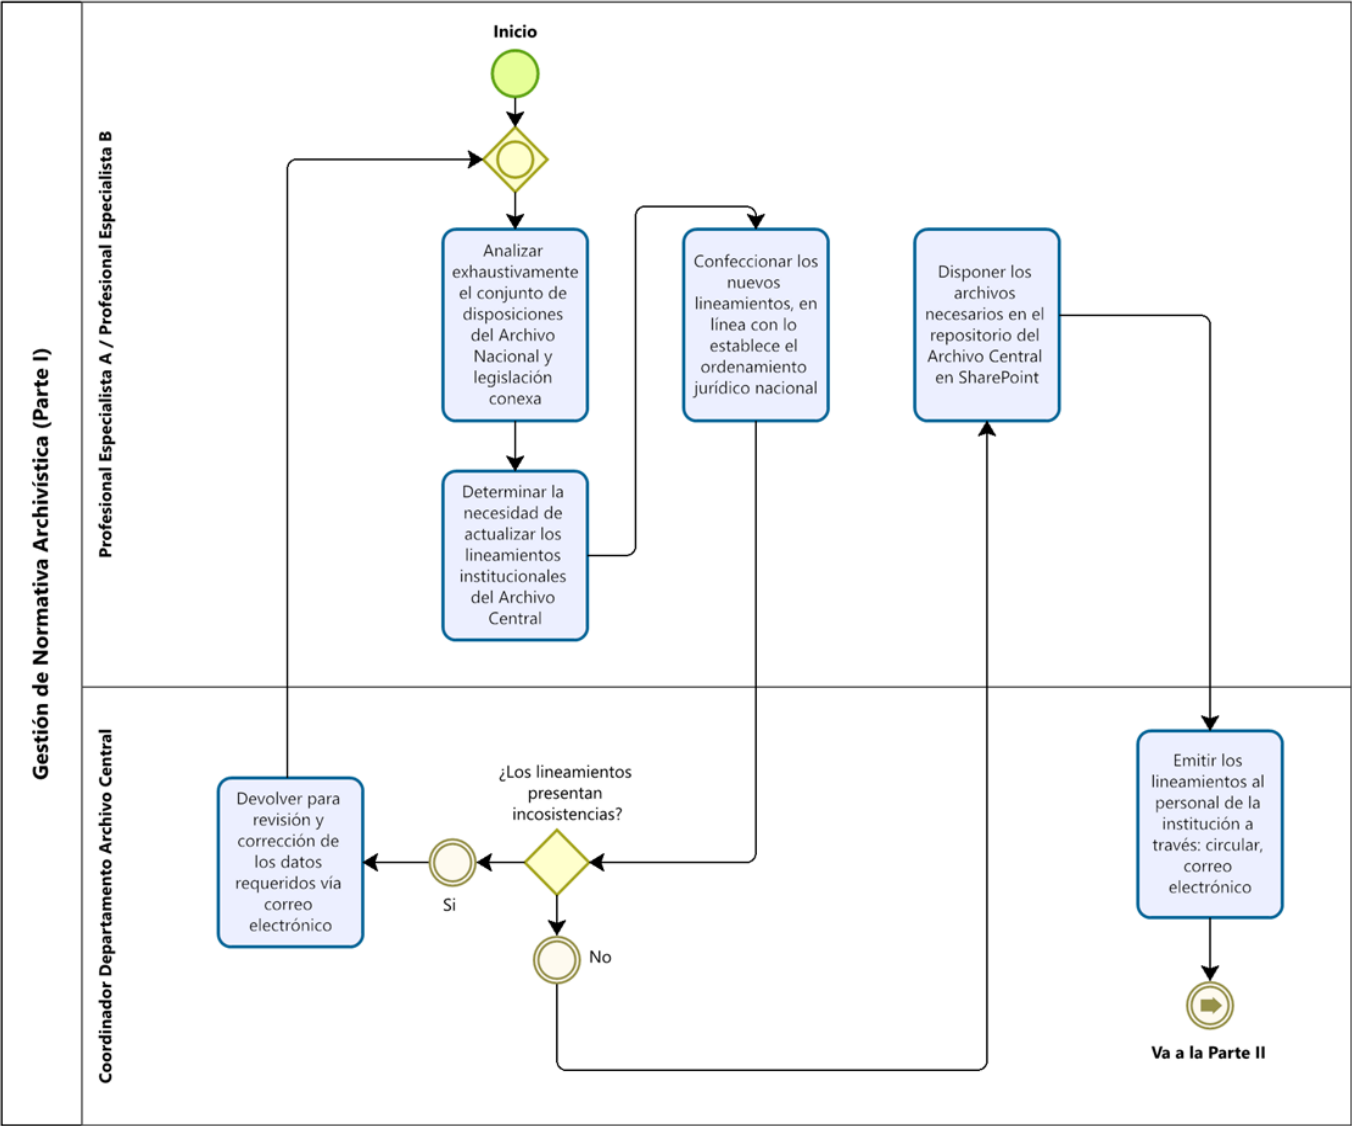 Gestión de Normativa Archivística (Parte I)
Profesional Especialista A / Profesional Especialista B
Inicio
Analizar
exhaustivamente
el conjunto de
disposiciones
del Archivo
Nacional y
legislación
conexa
Determinar la
necesidad de
actualizar los
lineamientos
institucionales
del Archivo
Central
Confeccionar los
nuevos
lineamientos, en
línea con lo
establece el
ordenamiento
jurídico nacional
Disponer los
archivos
necesarios en el
repositorio del
Archivo Central
en SharePoint
Coordinador Departamento Archivo Central
¿Los lineamientos
presentan
incosistencias?
Si
No
Devolver para
revisión y
corrección de
los datos
requeridos vía
correo
electrónico
Emitir los
lineamientos al
personal de la
institución a
través: circular,
correo
electrónico
Va a la Parte II